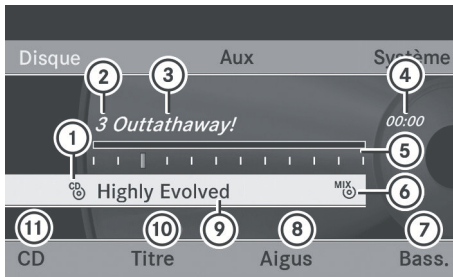 Disque Aux Système
2 3 4
3 Outtathaway! 00:00
1 5
CD Highly Evolved MIX 6
11 10 9 8 7
CD Titre Aigus Bass.